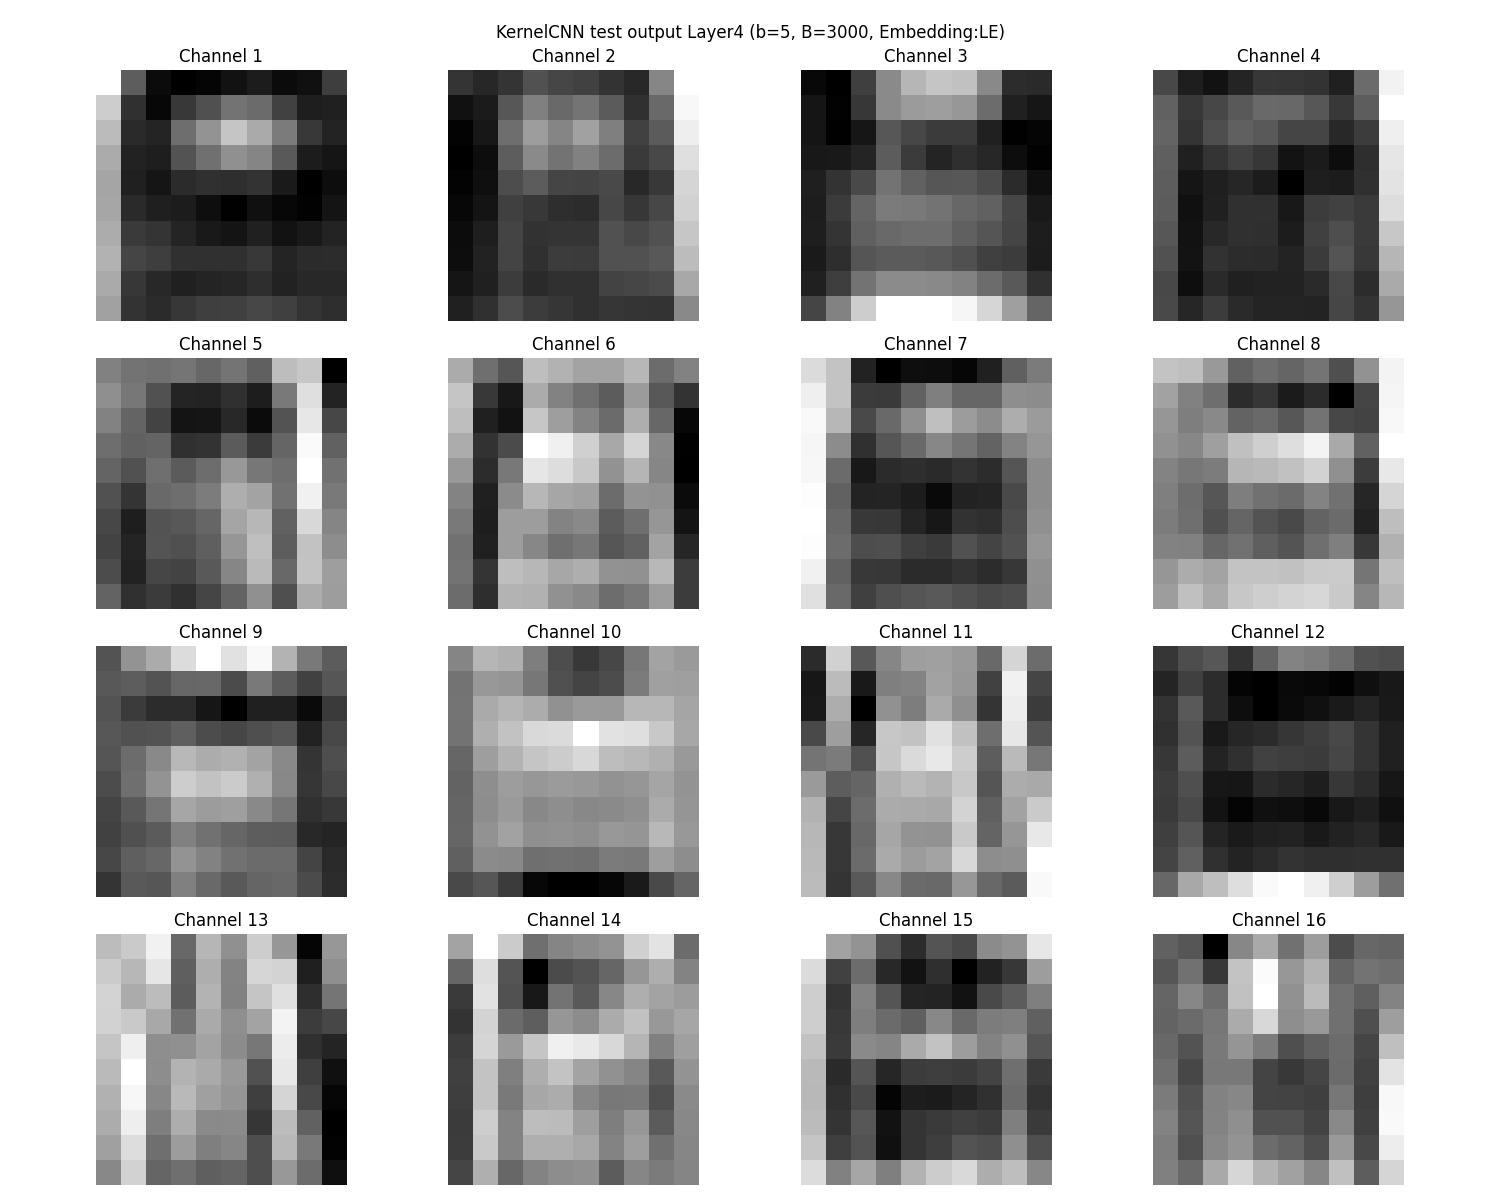 KernelCNN test output Layer4 (b=5, B=3000, Embedding:LE)
Channel 1
Channel 2
Channel 3
Channel 4
Channel 5
Channel 6
Channel 7
Channel 8
Channel 9
Channel 10
Channel 11
Channel 12
Channel 13
Channel 14
Channel 15
Channel 16